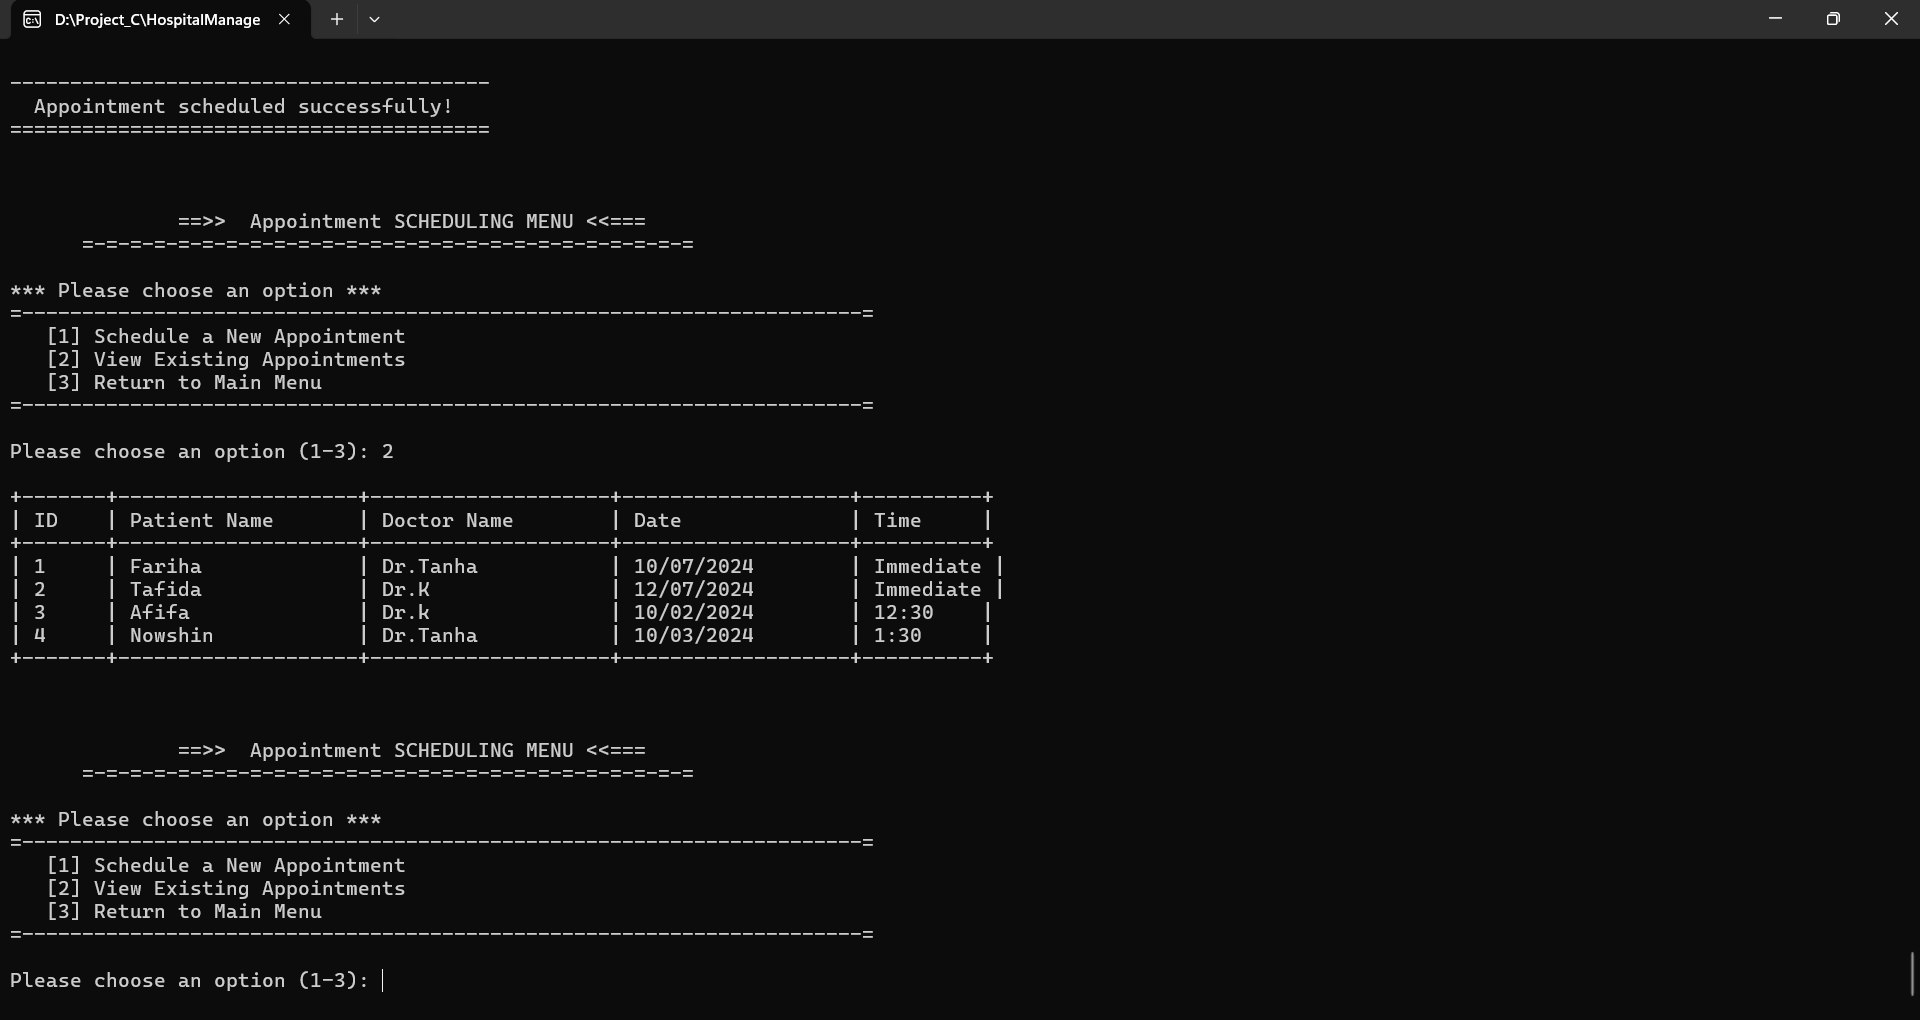 D:\Project_C\HospitalManage
----------------------------------------
  Appointment scheduled successfully!
========================================
              ==>>  Appointment SCHEDULING MENU <<===
      =-=-=-=-=-=-=-=-=-=-=-=-=-=-=-=-=-=-=-=-=-=-=-=-=-=
*** Please choose an option ***
=----------------------------------------------------------------------=
   [1] Schedule a New Appointment
   [2] View Existing Appointments
   [3] Return to Main Menu
=----------------------------------------------------------------------=
Please choose an option (1-3): 2
+-------+--------------------+--------------------+-------------------+----------+
| ID    | Patient Name       | Doctor Name        | Date              | Time     |
+-------+--------------------+--------------------+-------------------+----------+
| 1     | Fariha             | Dr.Tanha           | 10/07/2024        | Immediate |
| 2     | Tafida             | Dr.K               | 12/07/2024        | Immediate |
| 3     | Afifa              | Dr.k               | 10/02/2024        | 12:30    |
| 4     | Nowshin            | Dr.Tanha           | 10/03/2024        | 1:30     |
+-------+--------------------+--------------------+-------------------+----------+
              ==>>  Appointment SCHEDULING MENU <<===
      =-=-=-=-=-=-=-=-=-=-=-=-=-=-=-=-=-=-=-=-=-=-=-=-=-=
*** Please choose an option ***
=----------------------------------------------------------------------=
   [1] Schedule a New Appointment
   [2] View Existing Appointments
   [3] Return to Main Menu
=----------------------------------------------------------------------=
Please choose an option (1-3):